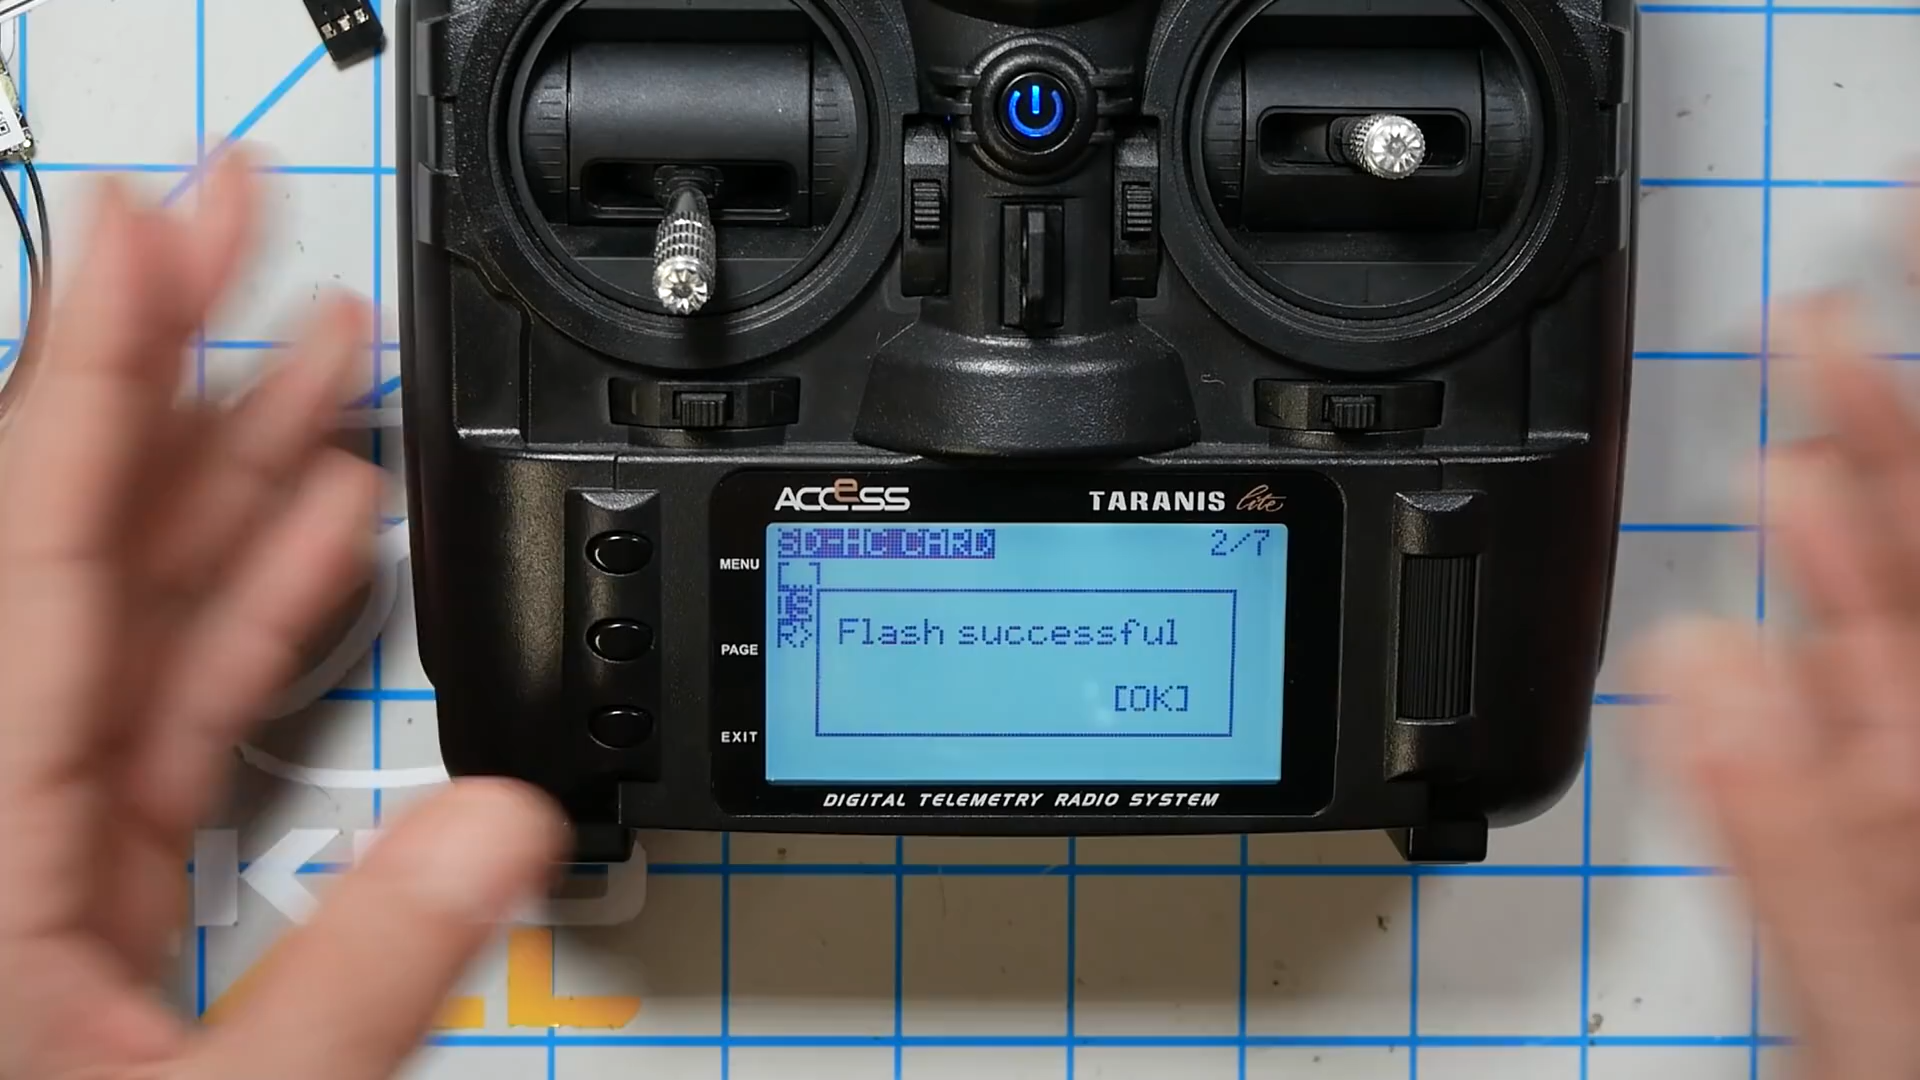 ACCESS
TARANIS lite
SD-HC CARD 2/7
MENU
[..]
Flash successful
PAGE
[OK]
EXIT
DIGITAL TELEMETRY RADIO SYSTEM